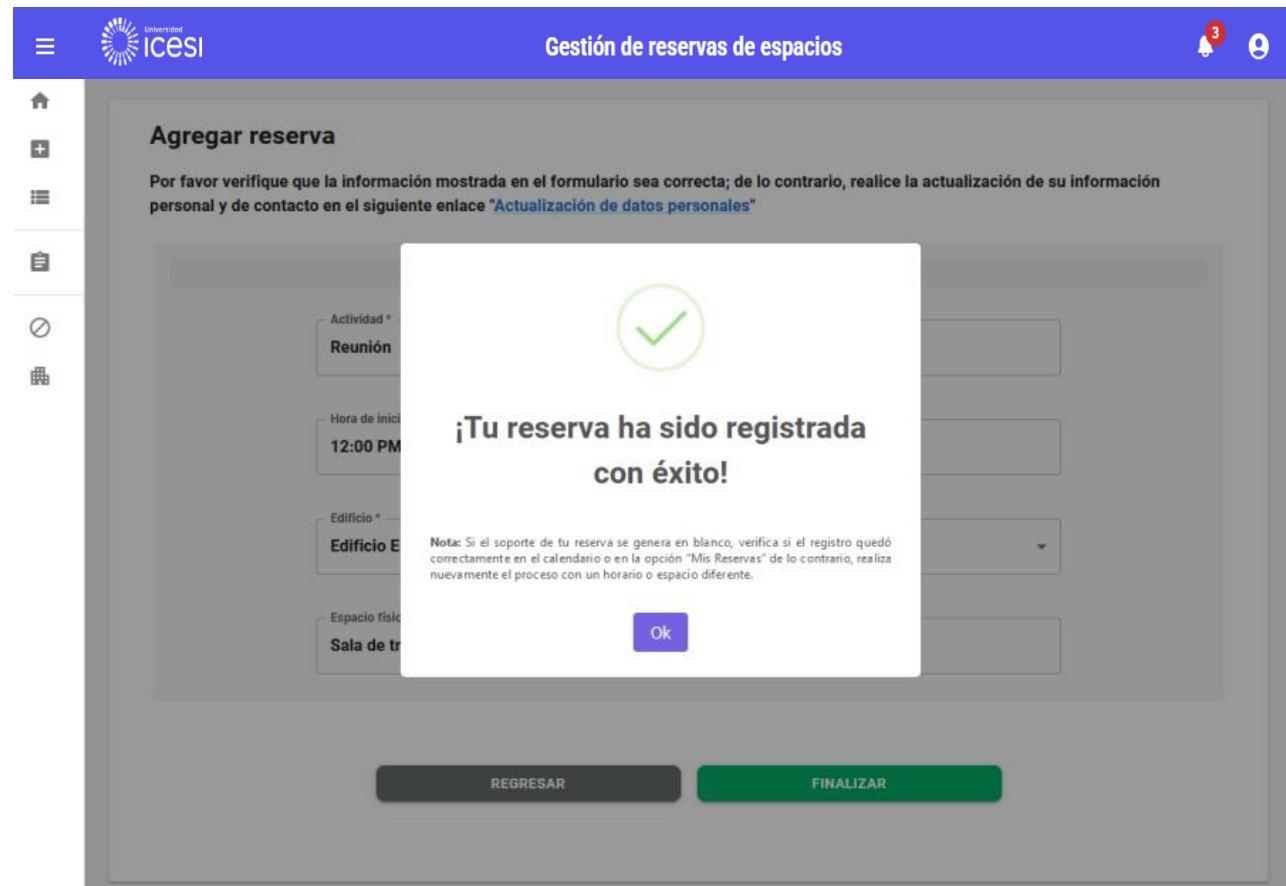 Universidad
icesi
Gestión de reservas de espacios
3
Agregar reserva
Por favor verifique que la información mostrada en el formulario sea correcta; de lo contrario, realice la actualización de su información
personal y de contacto en el siguiente enlace "Actualización de datos personales"
Actividad *
Reunión
Hora de inici
12:00 PM
Edificio *
Edificio E
Espacio físic
Sala de tr
¡Tu reserva ha sido registrada
con éxito!
Nota: Si el soporte de tu reserva se genera en blanco, verifica si el registro quedó
correctamente en el calendario o en la opción "Mis Reservas" de lo contrario, realiza
nuevamente el proceso con un horario o espacio diferente.
Ok
REGRESAR
FINALIZAR